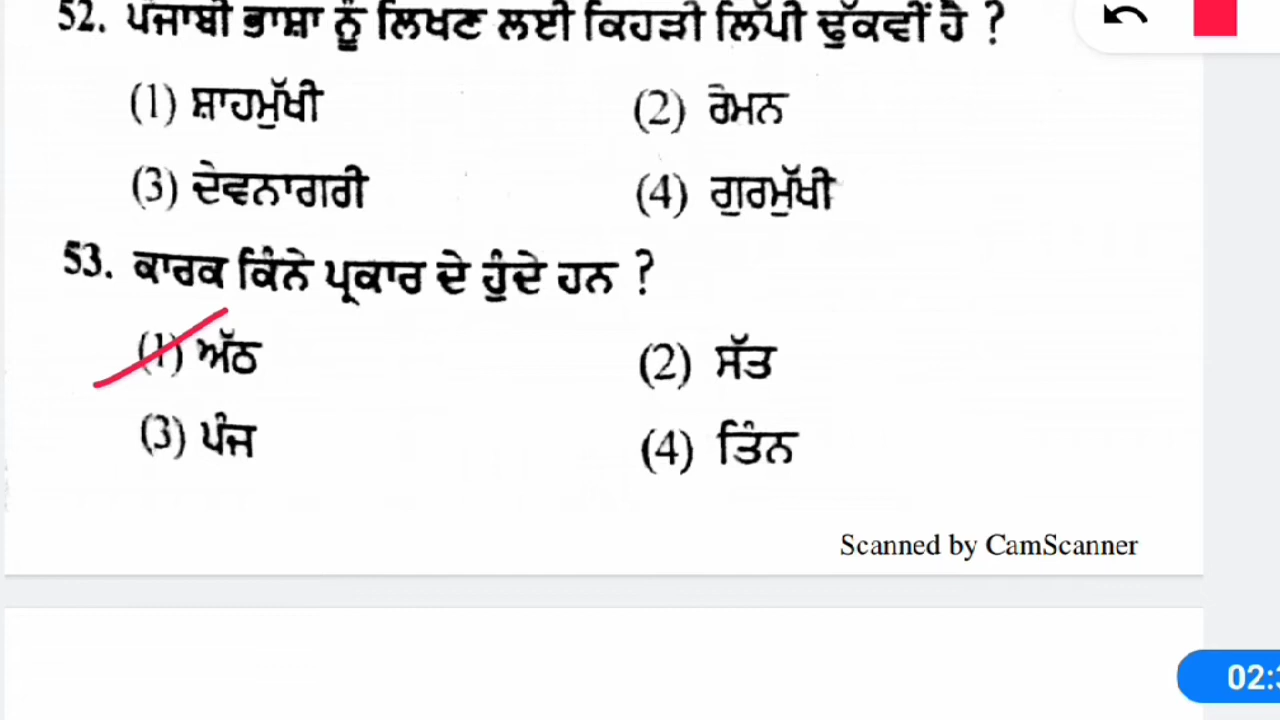 52. ਪੰਜਾਬੀ ਭਾਸ਼ਾ ਨੂੰ ਲਿਖਣ ਲਈ ਕਿਹੜੀ ਲਿੱਪੀ ਢੁੱਕਵੀਂ ਹੈ ?
(1) ਸ਼ਾਹਮੁੱਖੀ (2) ਰੋਮਨ
(3) ਦੇਵਨਾਗਰੀ (4) ਗੁਰਮੁੱਖੀ
53. ਕਾਰਕ ਕਿੰਨੇ ਪ੍ਰਕਾਰ ਦੇ ਹੁੰਦੇ ਹਨ ?
(1) ਅੱਠ (2) ਸੱਤ
(3) ਪੰਜ (4) ਤਿੰਨ
Scanned by CamScanner